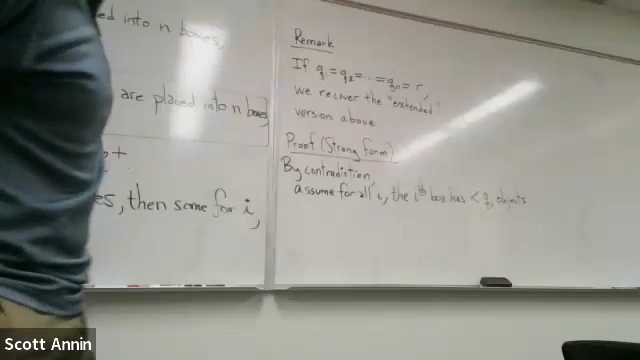 ed into n boxes,
are placed into n boxes
es, then some for i,
Remark
If q₁ = q₂ = ... = qₙ = r,
we recover the "extended"
version above
Proof (Strong form)
By contradiction
assume for all i, the iᵗʰ box has < qᵢ objects
Scott Annin